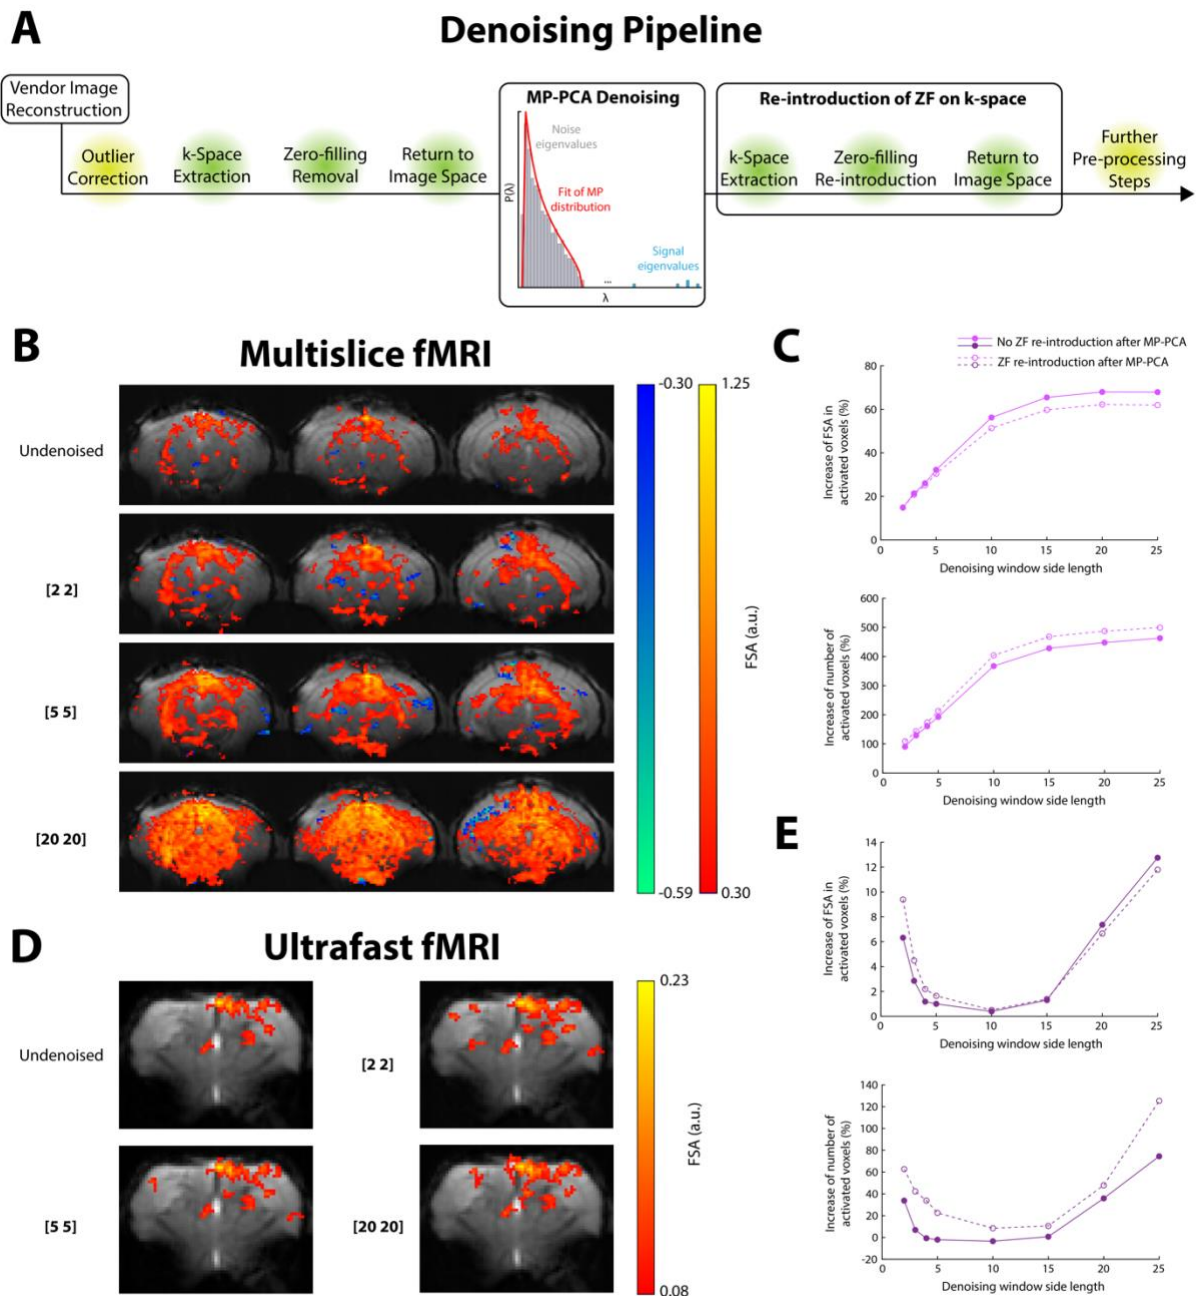 A
Denoising Pipeline
Vendor Image
Reconstruction
Outlier
Correction
k-Space
Extraction
Zero-filling
Removal
Return to
Image Space
MP-PCA Denoising
Noise
eigenvalues
Fit of MP
distribution
Signal
eigenvalues
P(λ)
...
λ
Re-introduction of ZF on k-space
k-Space
Extraction
Zero-filling
Re-introduction
Return to
Image Space
Further
Pre-processing
Steps
B
Multislice fMRI
Undenoised
[2 2]
[5 5]
[20 20]
-0.30
1.25
FSA (a.u.)
-0.59
0.30
C
No ZF re-introduction after MP-PCA
ZF re-introduction after MP-PCA
Increase of FSA in
activated voxels (%)
80
60
40
20
0
0 5 10 15 20 25
Denoising window side length
Increase of number of
activated voxels (%)
600
500
400
300
200
100
0
0 5 10 15 20 25
Denoising window side length
D
Ultrafast fMRI
Undenoised
[2 2]
[5 5]
[20 20]
0.23
FSA (a.u.)
0.08
E
Increase of FSA in
activated voxels (%)
14
12
10
8
6
4
2
0
0 5 10 15 20 25
Denoising window side length
Increase of number of
activated voxels (%)
140
120
100
80
60
40
20
0
-20
0 5 10 15 20 25
Denoising window side length